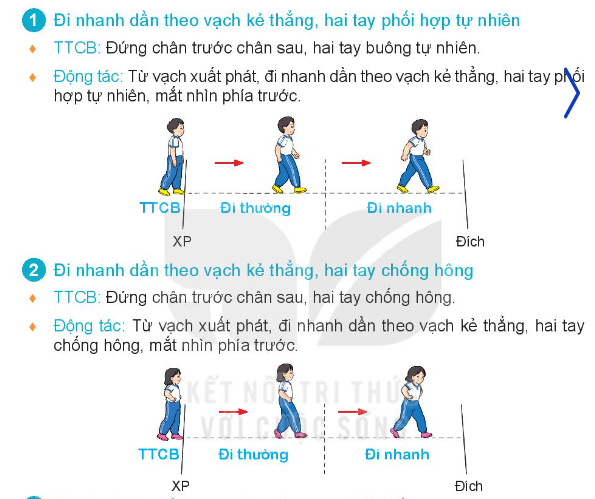 1 Đi nhanh dần theo vạch kẻ thẳng, hai tay phối hợp tự nhiên
TTCB: Đứng chân trước chân sau, hai tay buông tự nhiên.
Động tác: Từ vạch xuất phát, đi nhanh dần theo vạch kẻ thẳng, hai tay phối
hợp tự nhiên, mắt nhìn phía trước.
TTCB Đi thường Đi nhanh
XP Đích
2 Đi nhanh dần theo vạch kẻ thẳng, hai tay chống hông
TTCB: Đứng chân trước chân sau, hai tay chống hông.
Động tác: Từ vạch xuất phát, đi nhanh dần theo vạch kẻ thẳng, hai tay
chống hông, mắt nhìn phía trước.
KẾT NỐI TRI THỨC
VỚI CUỘC SỐNG
TTCB Đi thường Đi nhanh
XP Đích